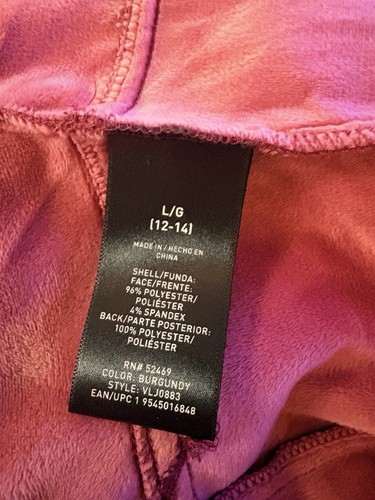 L/G
(12-14)
MADE IN / HECHO EN
CHINA
SHELL/FUNDA:
FACE/FRENTE:
96% POLYESTER/
POLIÉSTER
4% SPANDEX
BACK/PARTE POSTERIOR:
100% POLYESTER/
POLIÉSTER
RN# 52469
COLOR: BURGUNDY
STYLE: VLJ0883
EAN/UPC 1 9545016848